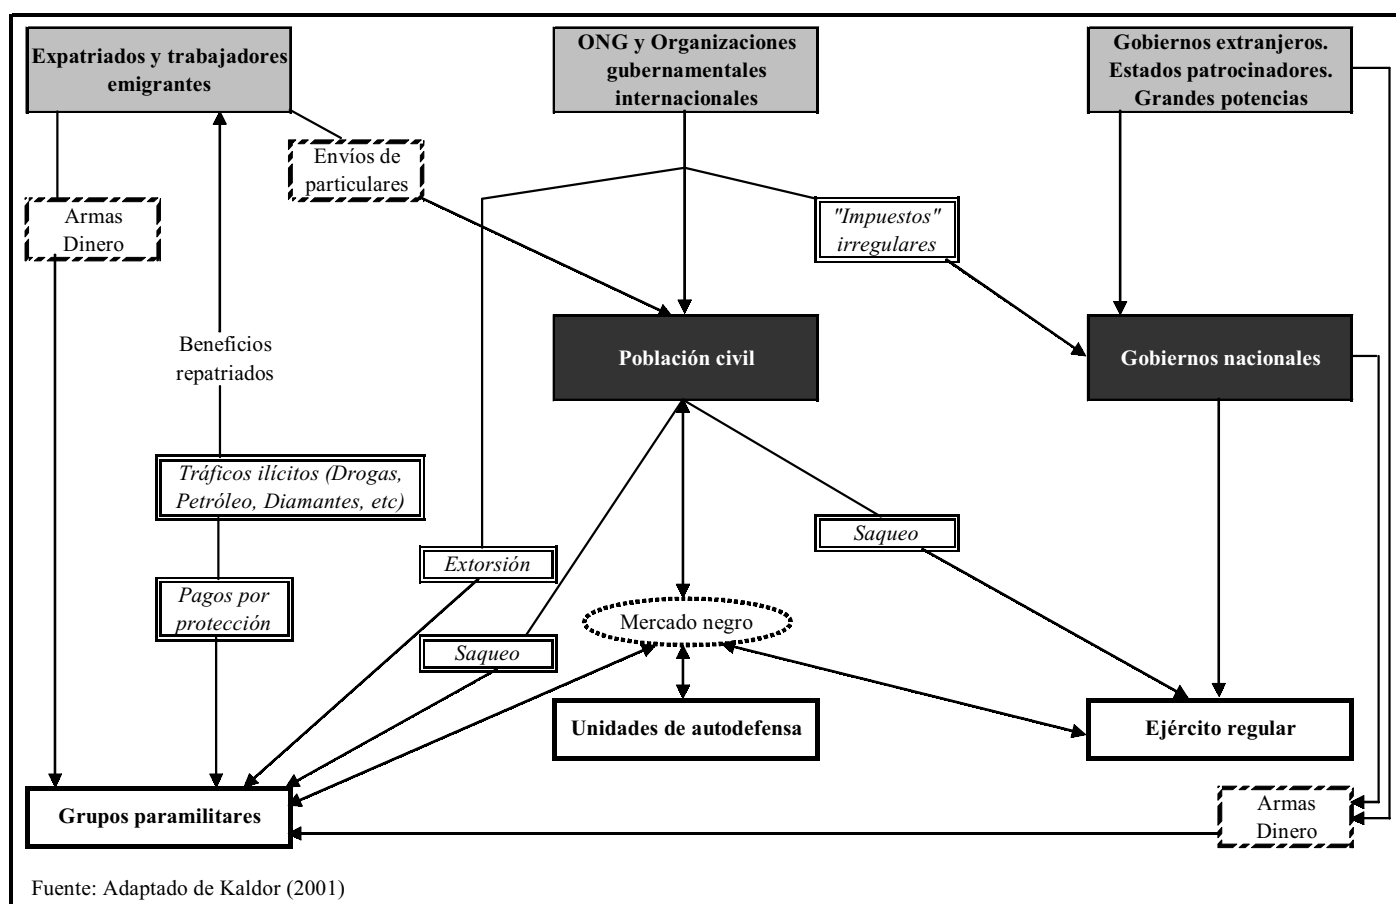 Expatriados y trabajadores
emigrantes
ONG y Organizaciones
gubernamentales
internacionales
Gobiernos extranjeros.
Estados patrocinadores.
Grandes potencias
Envíos de
particulares
Armas
Dinero
"Impuestos"
irregulares
Beneficios
repatriados
Población civil
Gobiernos nacionales
Tráficos ilícitos (Drogas,
Petróleo, Diamantes, etc)
Saqueo
Extorsión
Pagos por
protección
Mercado negro
Saqueo
Unidades de autodefensa
Ejército regular
Grupos paramilitares
Armas
Dinero
Fuente: Adaptado de Kaldor (2001)